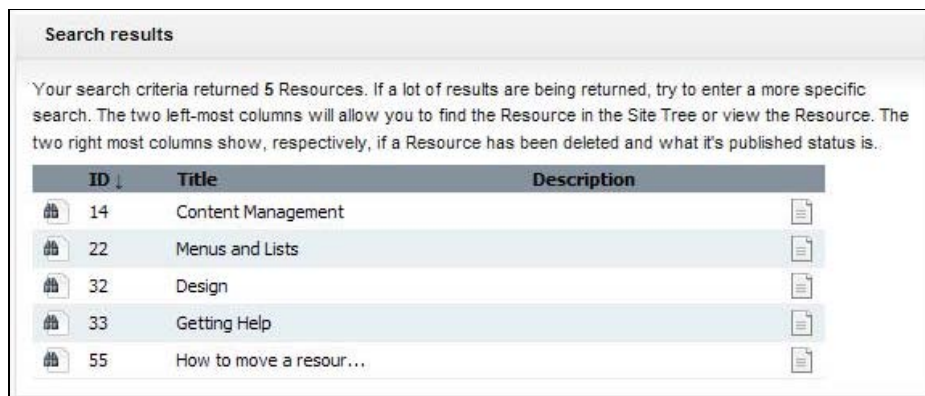 Search results
Your search criteria returned 5 Resources. If a lot of results are being returned, try to enter a more specific
search. The two left-most columns will allow you to find the Resource in the Site Tree or view the Resource. The
two right most columns show, respectively, if a Resource has been deleted and what it's published status is.
ID ↓ Title Description
14 Content Management
22 Menus and Lists
32 Design
33 Getting Help
55 How to move a resour...